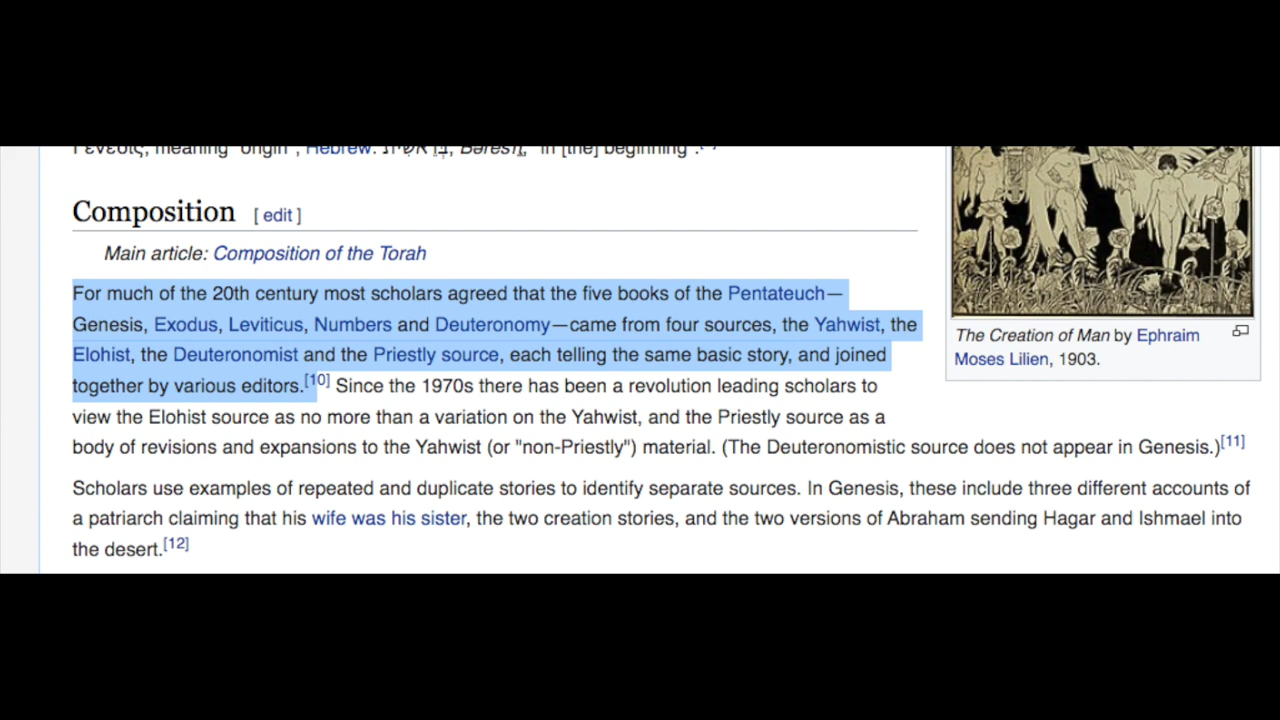 meaning "origin", Hebrew:
"in [the] beginning".
Composition [ edit ]
Main article: Composition of the Torah
For much of the 20th century most scholars agreed that the five books of the Pentateuch—
Genesis, Exodus, Leviticus, Numbers and Deuteronomy—came from four sources, the Yahwist, the
Elohist, the Deuteronomist and the Priestly source, each telling the same basic story, and joined
together by various editors.[10] Since the 1970s there has been a revolution leading scholars to
view the Elohist source as no more than a variation on the Yahwist, and the Priestly source as a
body of revisions and expansions to the Yahwist (or "non-Priestly") material. (The Deuteronomistic source does not appear in Genesis.)[11]
Scholars use examples of repeated and duplicate stories to identify separate sources. In Genesis, these include three different accounts of
a patriarch claiming that his wife was his sister, the two creation stories, and the two versions of Abraham sending Hagar and Ishmael into
the desert.[12]
The Creation of Man by Ephraim
Moses Lilien, 1903.